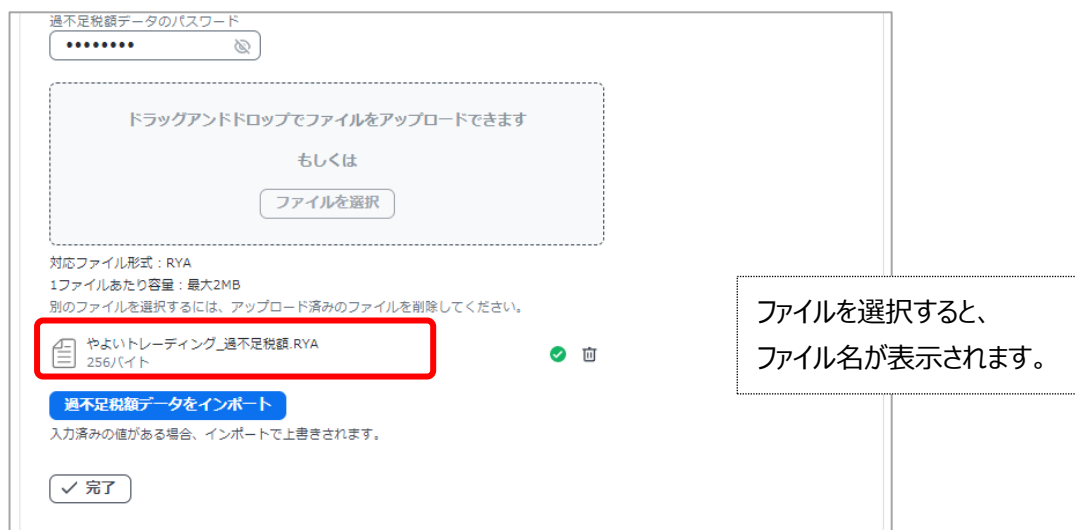 過不足税額データのパスワード
••••••••
ドラッグアンドドロップでファイルをアップロードできます
もしくは
ファイルを選択
対応ファイル形式：RYA
1ファイルあたり容量：最大2MB
別のファイルを選択するには、アップロード済みのファイルを削除してください。
やよいトレーディング_過不足税額.RYA
256バイト
過不足税額データをインポート
入力済みの値がある場合、インポートで上書きされます。
完了
ファイルを選択すると、
ファイル名が表示されます。